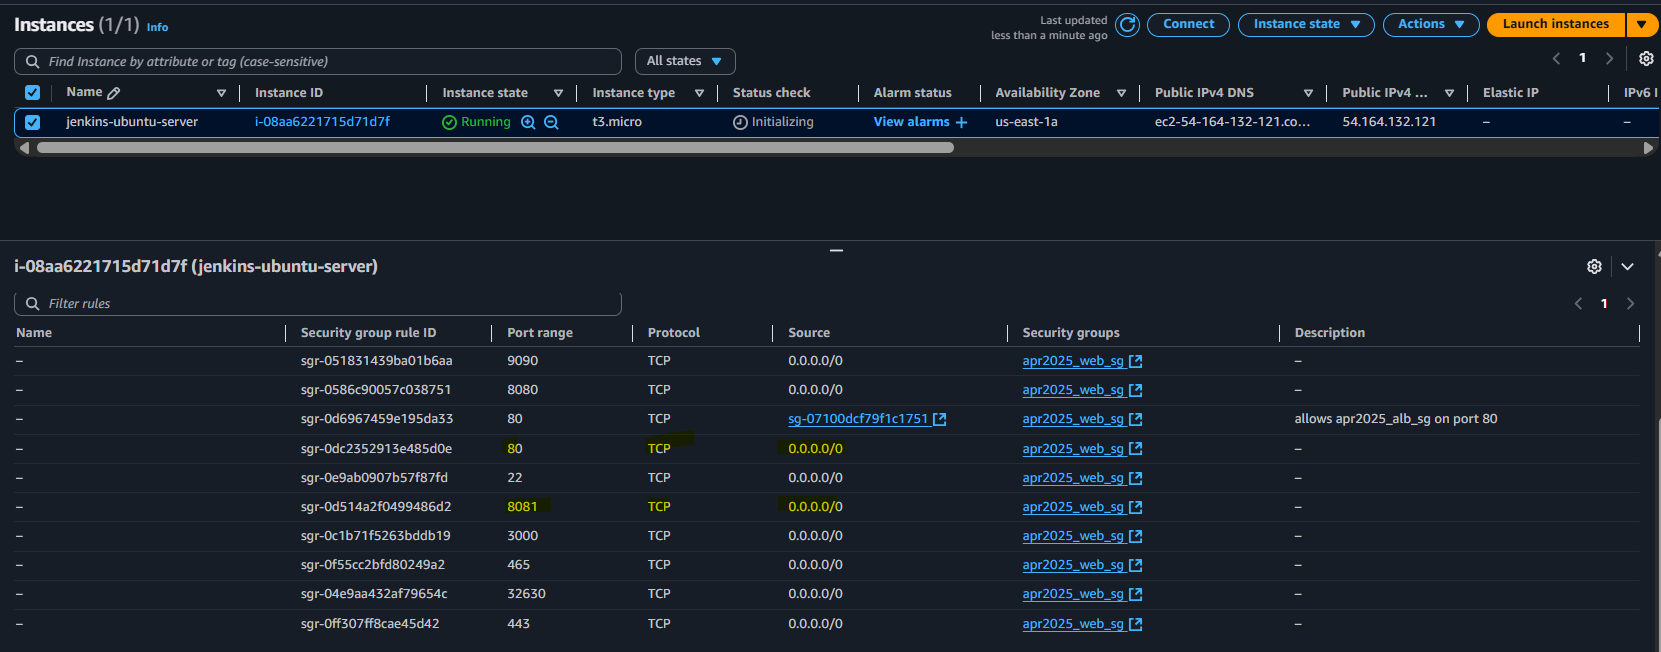 Instances (1/1) Info
Last updated
less than a minute ago
Connect
Instance state
Actions
Launch instances
Find Instance by attribute or tag (case-sensitive)
All states
1
Name Instance ID Instance state Instance type Status check Alarm status Availability Zone Public IPv4 DNS Public IPv4 ... Elastic IP IPv6 I
jenkins-ubuntu-server i-08aa6221715d71d7f Running t3.micro Initializing View alarms + us-east-1a ec2-54-164-132-121.co... 54.164.132.121 – –
i-08aa6221715d71d7f (jenkins-ubuntu-server)
Filter rules
1
Name Security group rule ID Port range Protocol Source Security groups Description
– sgr-051831439ba01b6aa 9090 TCP 0.0.0.0/0 apr2025_web_sg –
– sgr-0586c90057c038751 8080 TCP 0.0.0.0/0 apr2025_web_sg –
– sgr-0d6967459e195da33 80 TCP sg-07100dcf79f1c1751 apr2025_web_sg allows apr2025_alb_sg on port 80
– sgr-0dc2352913e485d0e 80 TCP 0.0.0.0/0 apr2025_web_sg –
– sgr-0e9ab0907b57f87fd 22 TCP 0.0.0.0/0 apr2025_web_sg –
– sgr-0d514a2f0499486d2 8081 TCP 0.0.0.0/0 apr2025_web_sg –
– sgr-0c1b71f5263bddb19 3000 TCP 0.0.0.0/0 apr2025_web_sg –
– sgr-0f55cc2bfd80249a2 465 TCP 0.0.0.0/0 apr2025_web_sg –
– sgr-04e9aa432af79654c 32630 TCP 0.0.0.0/0 apr2025_web_sg –
– sgr-0ff307ff8cae45d42 443 TCP 0.0.0.0/0 apr2025_web_sg –